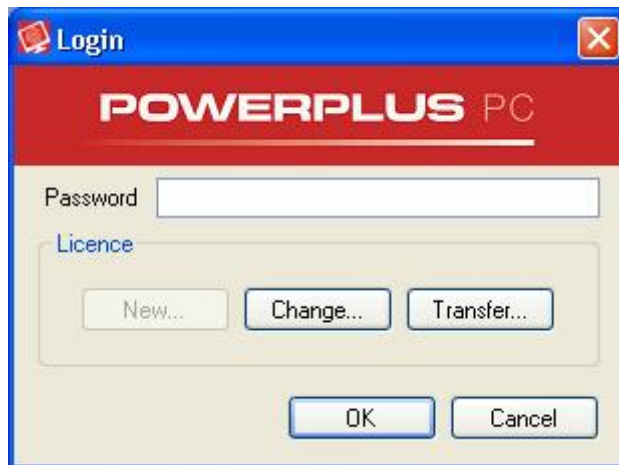 Login
POWERPLUS PC
Password
Licence
New... Change... Transfer...
OK Cancel